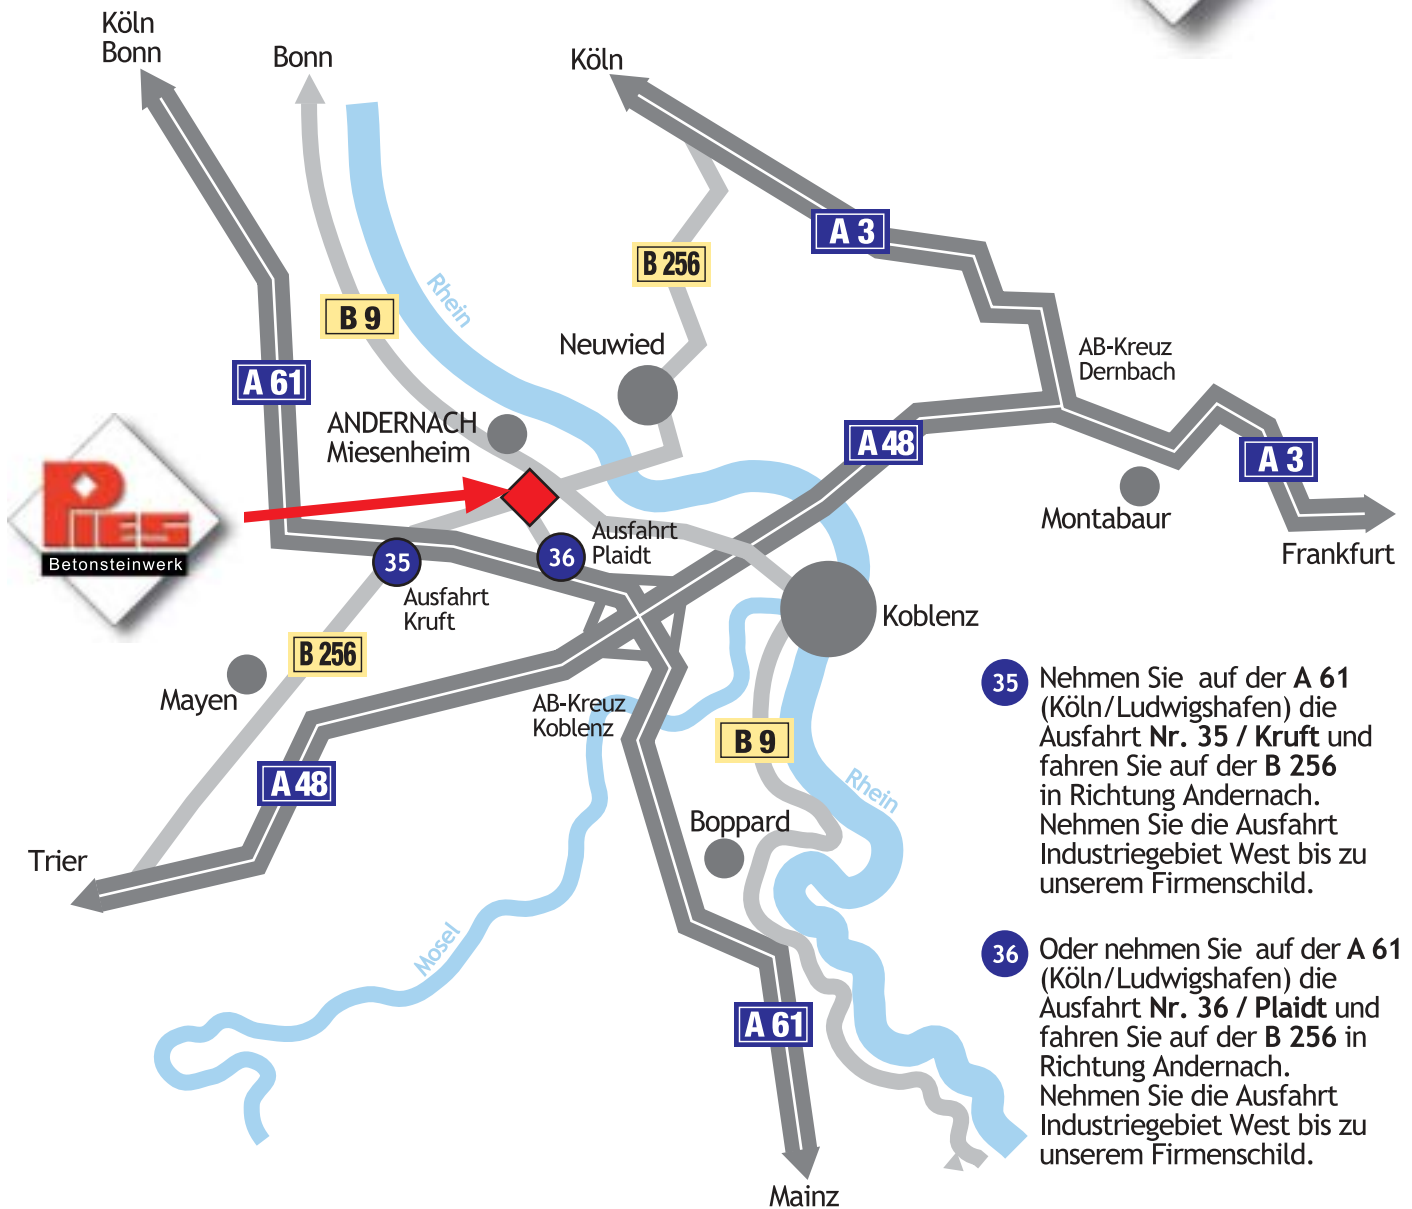 Köln
Bonn
Bonn
Köln
A 3
B 256
Rhein
B 9
Neuwied
AB-Kreuz
Dernbach
A 61
ANDERNACH
Miesenheim
A 48
A 3
PIES
Betonsteinwerk
Montabaur
Ausfahrt
Plaidt
36
35
Frankfurt
Ausfahrt
Kruft
Koblenz
B 256
Mayen
AB-Kreuz
Koblenz
B 9
A 48
Rhein
Boppard
Trier
Mosel
A 61
Mainz
35 Nehmen Sie auf der A 61
(Köln/Ludwigshafen) die
Ausfahrt Nr. 35 / Kruft und
fahren Sie auf der B 256
in Richtung Andernach.
Nehmen Sie die Ausfahrt
Industriegebiet West bis zu
unserem Firmenschild.
36 Oder nehmen Sie auf der A 61
(Köln/Ludwigshafen) die
Ausfahrt Nr. 36 / Plaidt und
fahren Sie auf der B 256 in
Richtung Andernach.
Nehmen Sie die Ausfahrt
Industriegebiet West bis zu
unserem Firmenschild.